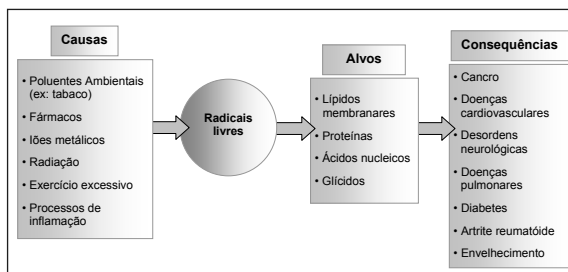 Causas
• Poluentes Ambientais
(ex: tabaco)
• Fármacos
• Iões metálicos
• Radiação
• Exercício excessivo
• Processos de
inflamação
Radicais
livres
Alvos
• Lípidos
membranares
• Proteínas
• Ácidos nucleicos
• Glícidos
Consequências
• Cancro
• Doenças
cardiovasculares
• Desordens
neurológicas
• Doenças
pulmonares
• Diabetes
• Artrite reumatóide
• Envelhecimento